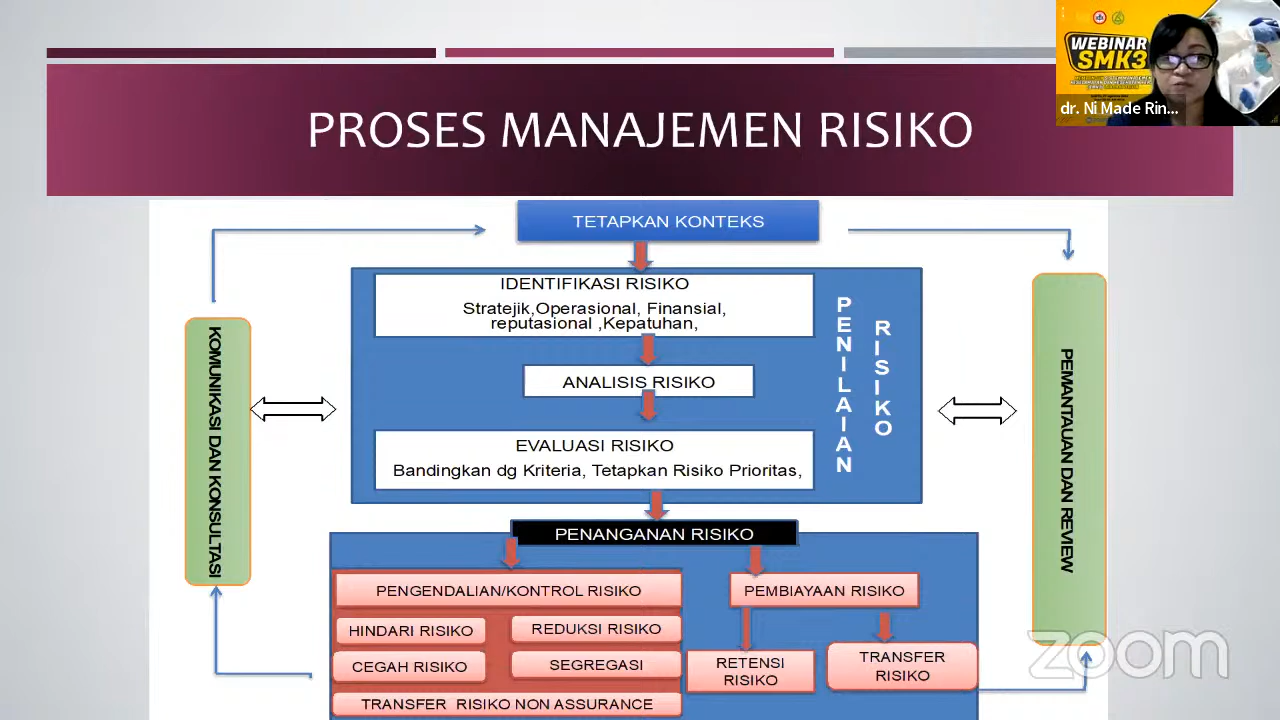 WEBINAR
SMK3
dr. Ni Made Rin...
PROSES MANAJEMEN RISIKO
TETAPKAN KONTEKS
IDENTIFIKASI RISIKO
Stratejik,Operasional, Finansial,
reputasional ,Kepatuhan,
ANALISIS RISIKO
EVALUASI RISIKO
Bandingkan dg Kriteria, Tetapkan Risiko Prioritas,
PENILAIAN
RISIKO
KOMUNIKASI DAN KONSULTASI
PEMANTAUAN DAN REVIEW
PENANGANAN RISIKO
PENGENDALIAN/KONTROL RISIKO
HINDARI RISIKO
REDUKSI RISIKO
CEGAH RISIKO
SEGREGASI
TRANSFER RISIKO NON ASSURANCE
PEMBIAYAAN RISIKO
RETENSI
RISIKO
TRANSFER
RISIKO
zoom